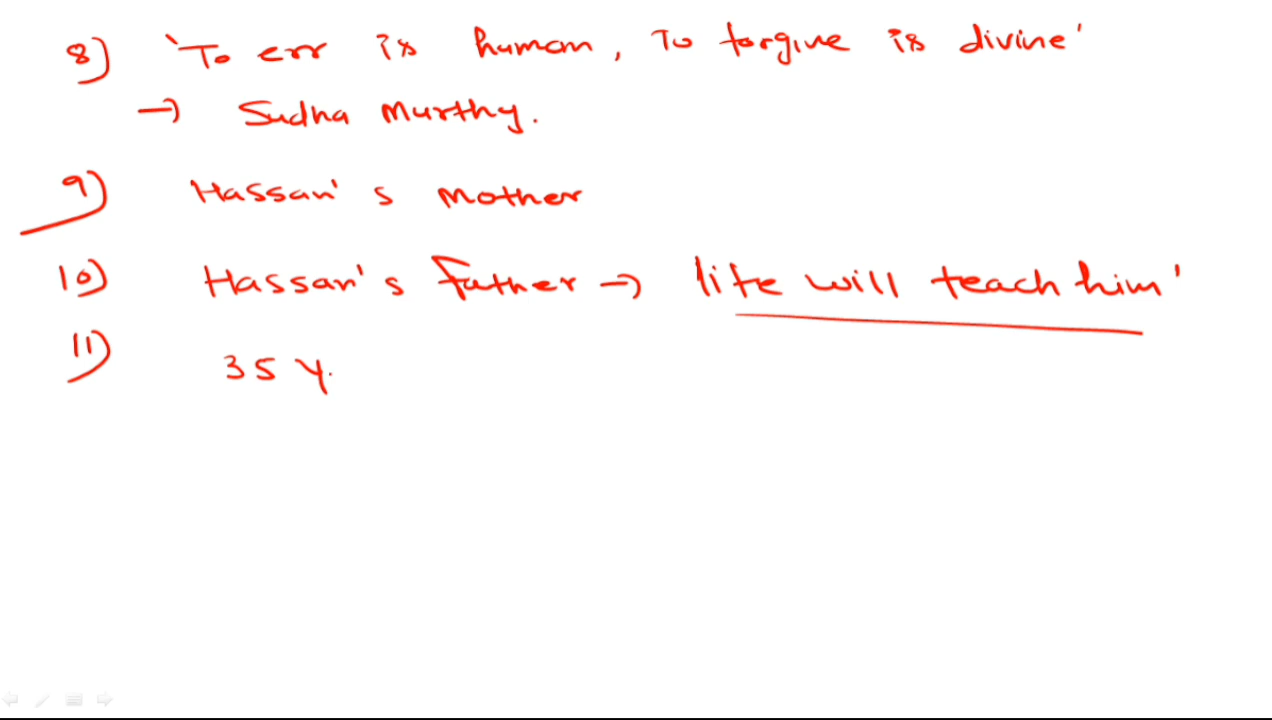 8) 'To err is human, To forgive is divine'
→ Sudha Murthy.
9) Hassan's Mother
10) Hassan's Father → life will teach him'
11) 35 y.